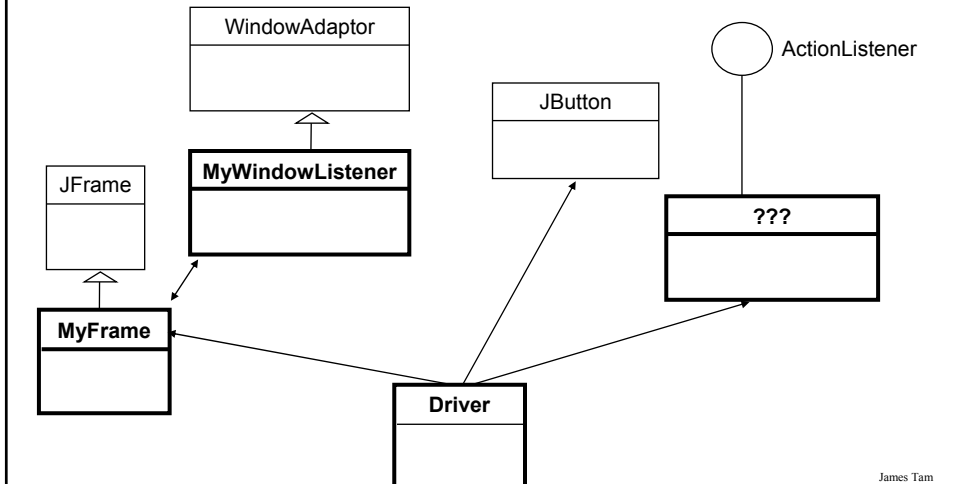 WindowAdaptor
ActionListener
JButton
MyWindowListener
JFrame
???
MyFrame
Driver
James Tam